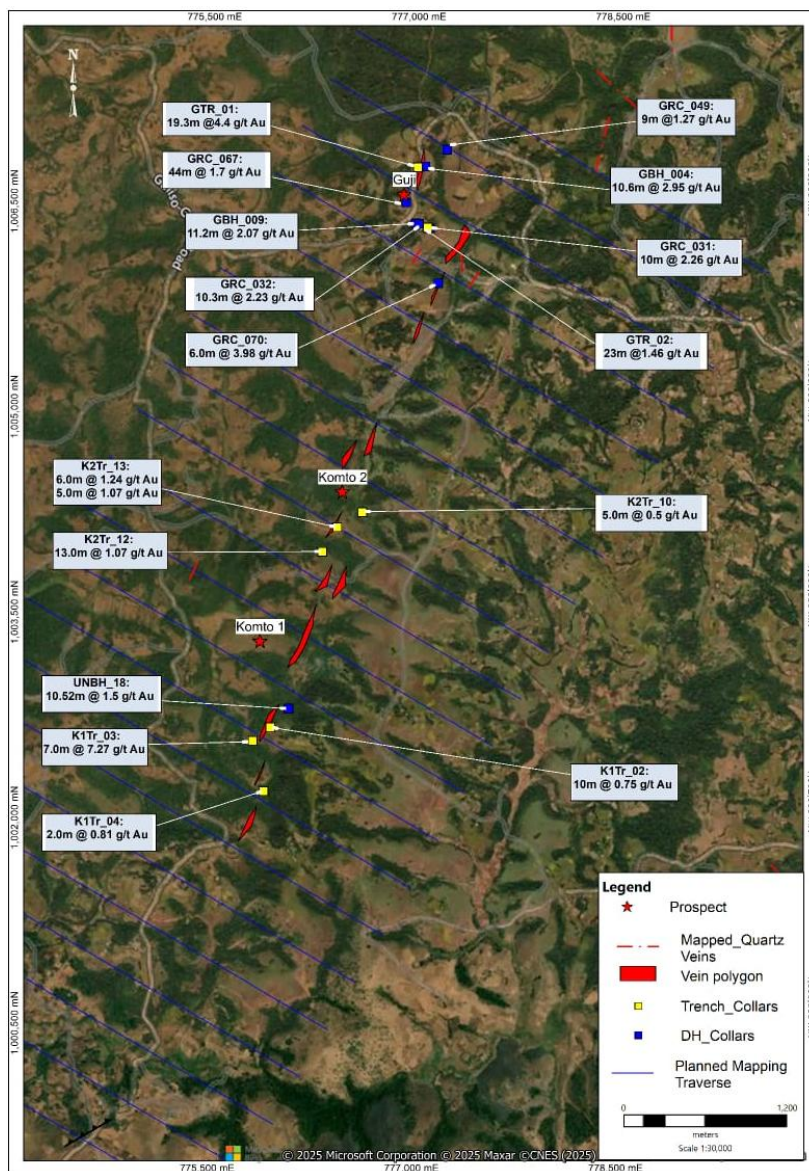 775,500 mE
777,000 mE
778,500 mE
N
GTR_01:
19.3m @4.4 g/t Au
GRC_049:
9m @1.27 g/t Au
GRC_067:
44m @ 1.7 g/t Au
Guji
GBH_004:
10.6m @ 2.95 g/t Au
1,006,500 mN
GBH_009:
11.2m @ 2.07 g/t Au
GRC_031:
10m @ 2.26 g/t Au
GRC_032:
10.3m @ 2.23 g/t Au
GRC_070:
6.0m @ 3.98 g/t Au
GTR_02:
23m @1.46 g/t Au
1,005,000 mN
K2Tr_13:
6.0m @ 1.24 g/t Au
5.0m @ 1.07 g/t Au
Komto 2
K2Tr_10:
5.0m @ 0.5 g/t Au
K2Tr_12:
13.0m @ 1.07 g/t Au
1,003,500 mN
Komto 1
UNBH_18:
10.52m @ 1.5 g/t Au
K1Tr_03:
7.0m @ 7.27 g/t Au
K1Tr_02:
10m @ 0.75 g/t Au
K1Tr_04:
2.0m @ 0.81 g/t Au
1,002,000 mN
Legend
Prospect
Mapped_Quartz
Veins
Vein polygon
Trench_Collars
DH_Collars
Planned Mapping
Traverse
0
1,200
meters
Scale 1:30,000
1,000,500 mN
© 2025 Microsoft Corporation © 2025 Maxar ©CNES (2025)
775,500 mE
777,000 mE
778,500 mE